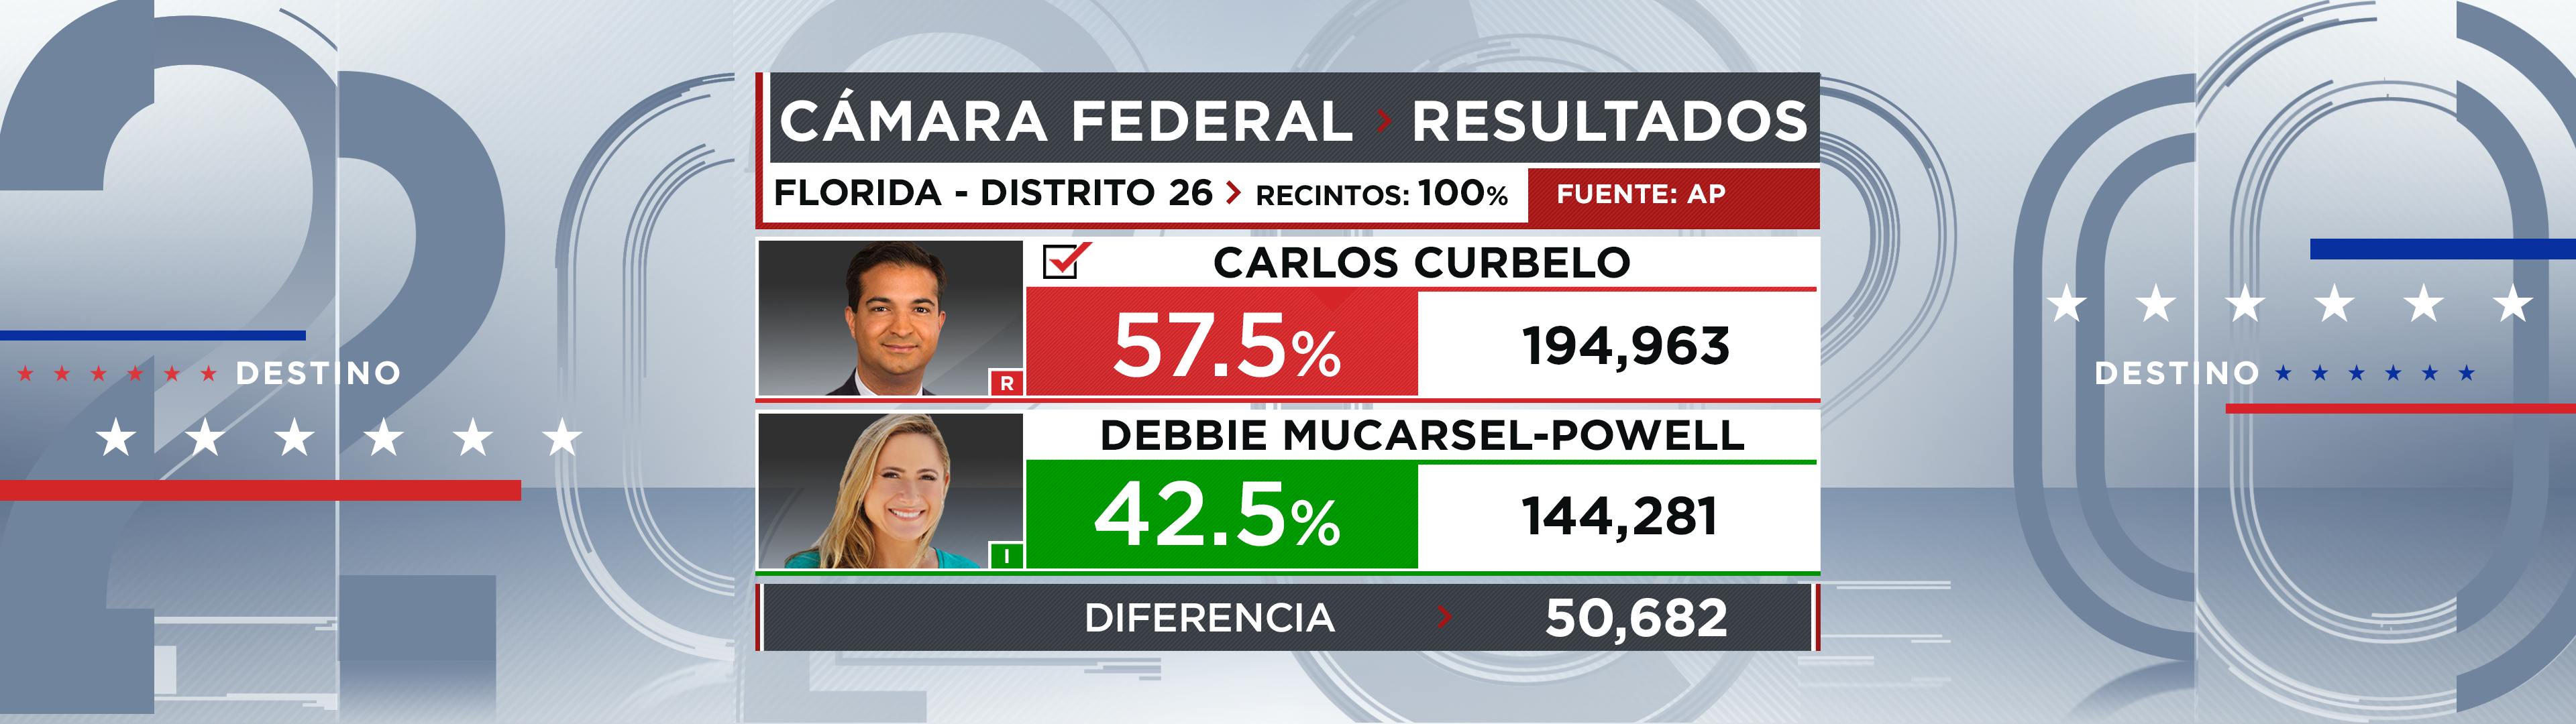 CÁMARA FEDERAL > RESULTADOS
FLORIDA - DISTRITO 26 > RECINTOS: 100%
FUENTE: AP
CARLOS CURBELO
57.5%
194,963
R
DEBBIE MUCARSEL-POWELL
42.5%
144,281
I
DIFERENCIA > 50,682
DESTINO
DESTINO